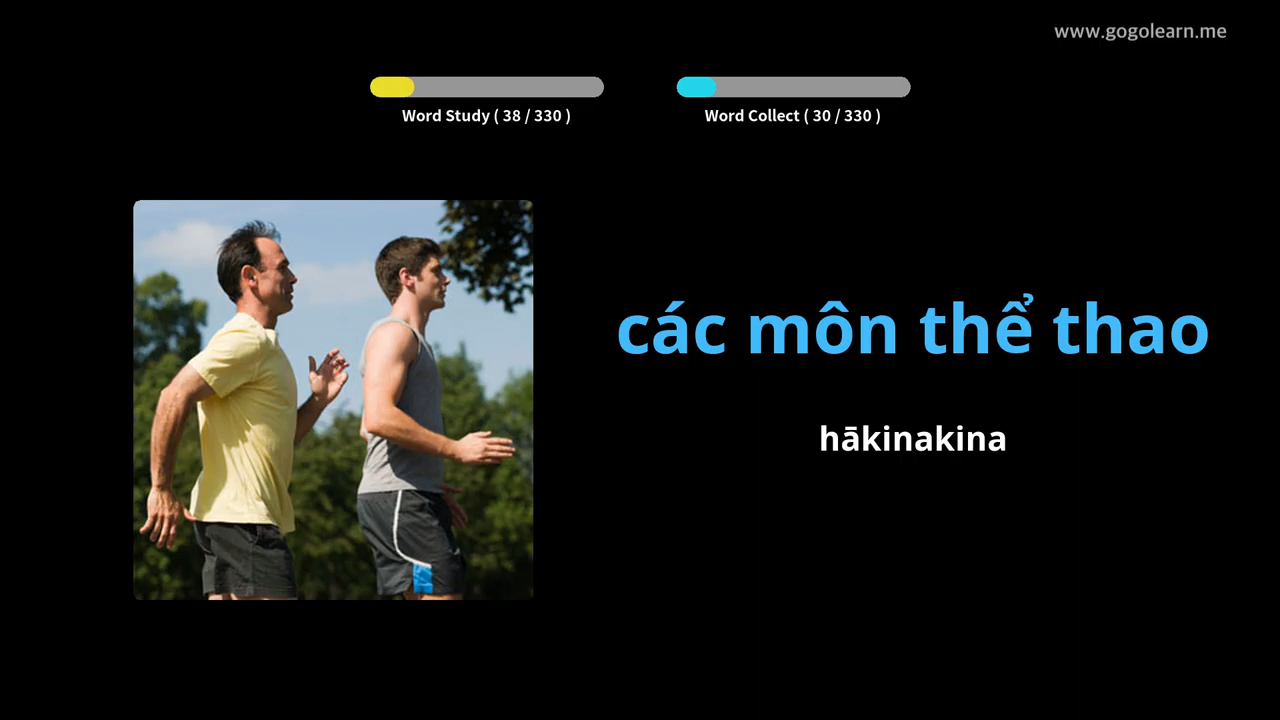 www.gogolearn.me
Word Study ( 38 / 330 )
Word Collect ( 30 / 330 )
các môn thể thao
hākinakina